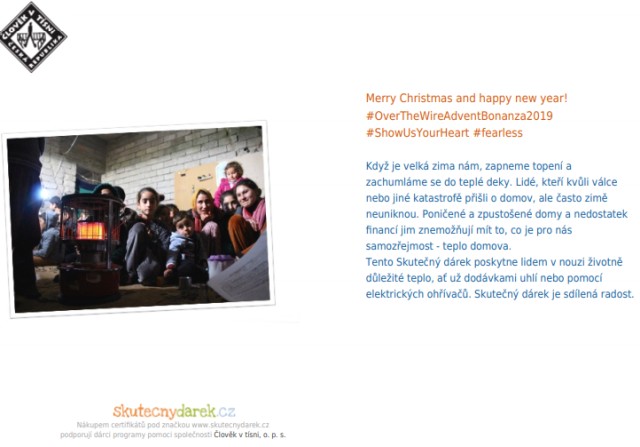 ČLOVĚK V TÍSNI
ČESKÁ REPUBLIKA
Merry Christmas and happy new year!
#OverTheWireAdventBonanza2019
#ShowUsYourHeart #fearless
Když je velká zima nám, zapneme topení a
zachumláme se do teplé deky. Lidé, kteří kvůli válce
nebo jiné katastrofě přišli o domov, ale často zimě
neuniknou. Poničené a zpustošené domy a nedostatek
financí jim znemožňují mít to, co je pro nás
samozřejmost - teplo domova.
Tento Skutečný dárek poskytne lidem v nouzi životně
důležité teplo, ať už dodávkami uhlí nebo pomocí
elektrických ohřívačů. Skutečný dárek je sdílená radost.
skutecnydarek.cz
Nákupem certifikátů pod značkou www.skutecnydarek.cz
podporují dárci programy pomoci společnosti Člověk v tísni, o. p. s.